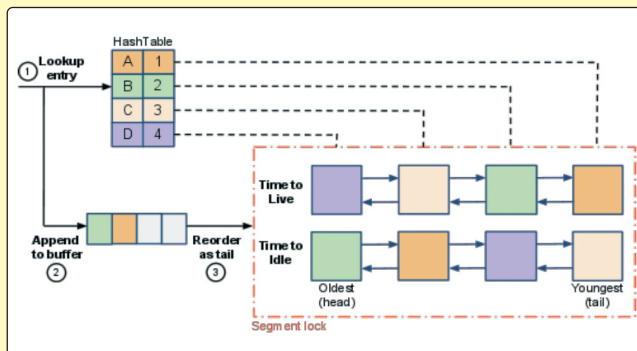 HashTable
1
Lookup
entry
A 1
B 2
C 3
D 4
Time to
Live
Append
to buffer
2
Reorder
as tail
3
Time to
Idle
Oldest
(head)
Youngest
(tail)
Segment lock